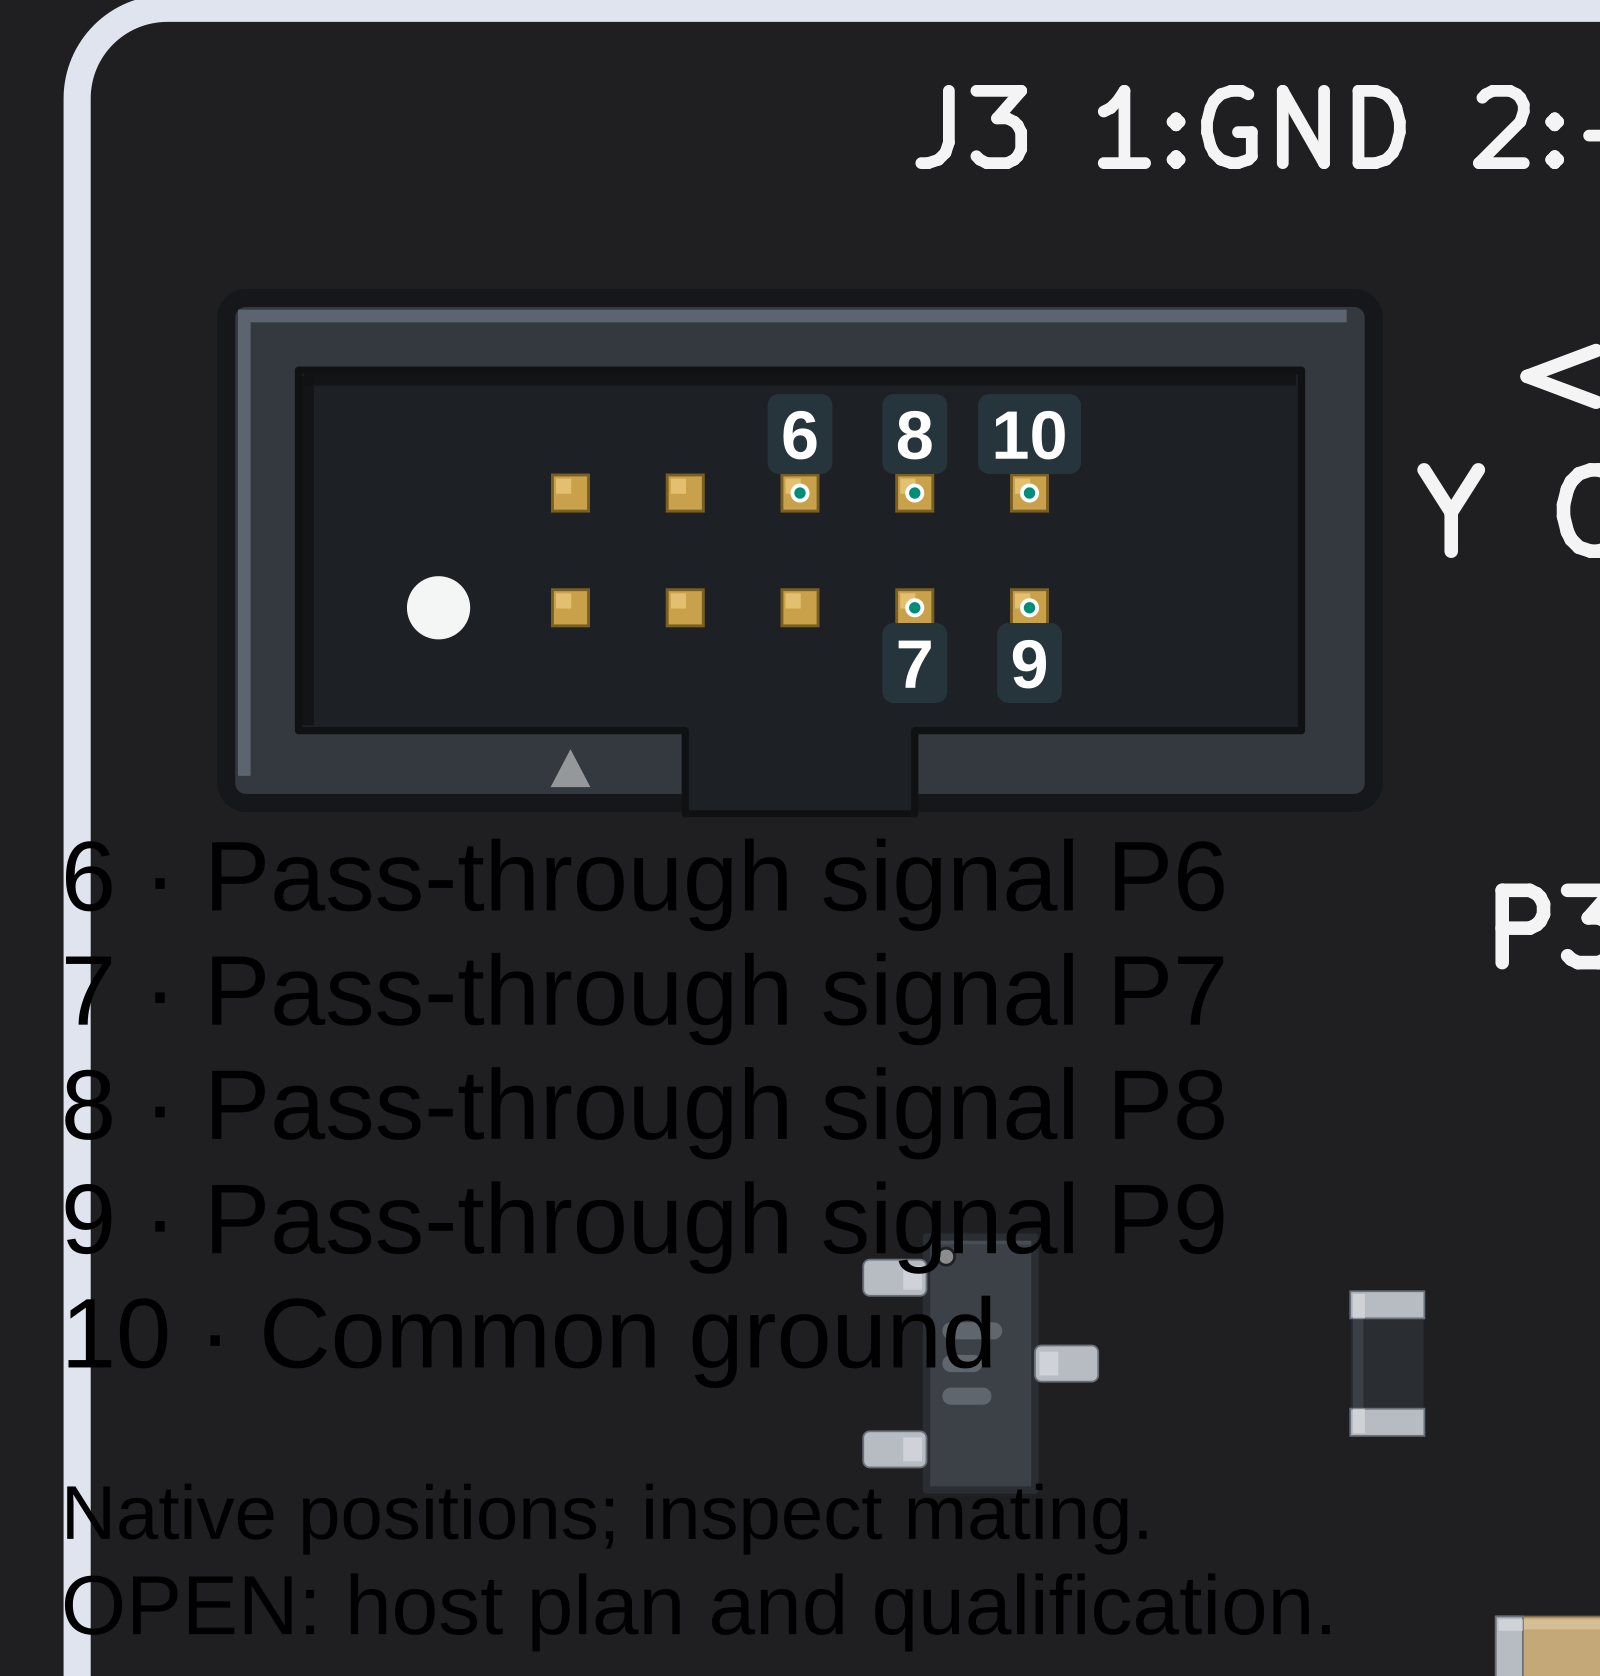 J3 1:GND 2:-
<
6 8 10
Y
7 9
6 · Pass-through signal P6
P3
7 · Pass-through signal P7
8 · Pass-through signal P8
9 · Pass-through signal P9
10 · Common ground
Native positions; inspect mating.
OPEN: host plan and qualification.